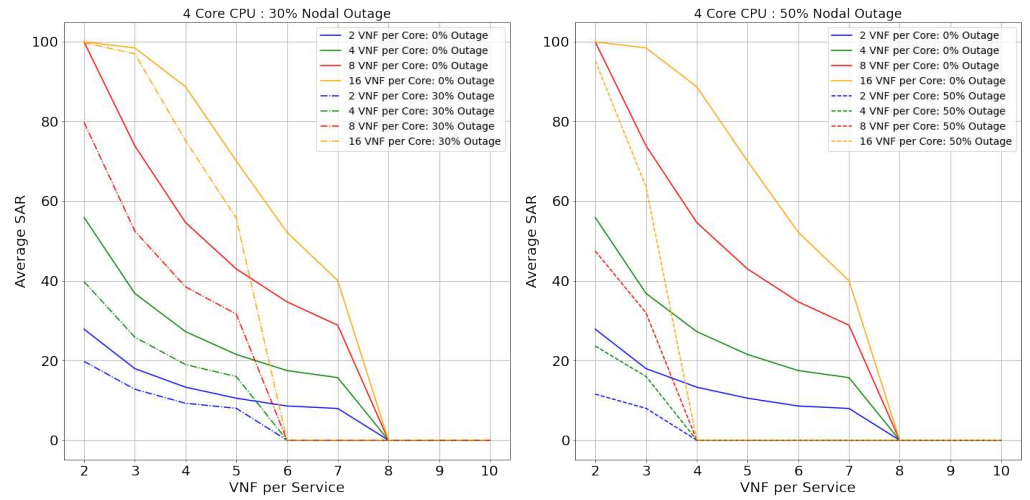 4 Core CPU : 30% Nodal Outage
2 VNF per Core: 0% Outage
4 VNF per Core: 0% Outage
8 VNF per Core: 0% Outage
16 VNF per Core: 0% Outage
2 VNF per Core: 30% Outage
4 VNF per Core: 30% Outage
8 VNF per Core: 30% Outage
16 VNF per Core: 30% Outage
100
80
60
40
20
0
Average SAR
2 3 4 5 6 7 8 9 10
VNF per Service
4 Core CPU : 50% Nodal Outage
2 VNF per Core: 0% Outage
4 VNF per Core: 0% Outage
8 VNF per Core: 0% Outage
16 VNF per Core: 0% Outage
2 VNF per Core: 50% Outage
4 VNF per Core: 50% Outage
8 VNF per Core: 50% Outage
16 VNF per Core: 50% Outage
100
80
60
40
20
0
Average SAR
2 3 4 5 6 7 8 9 10
VNF per Service